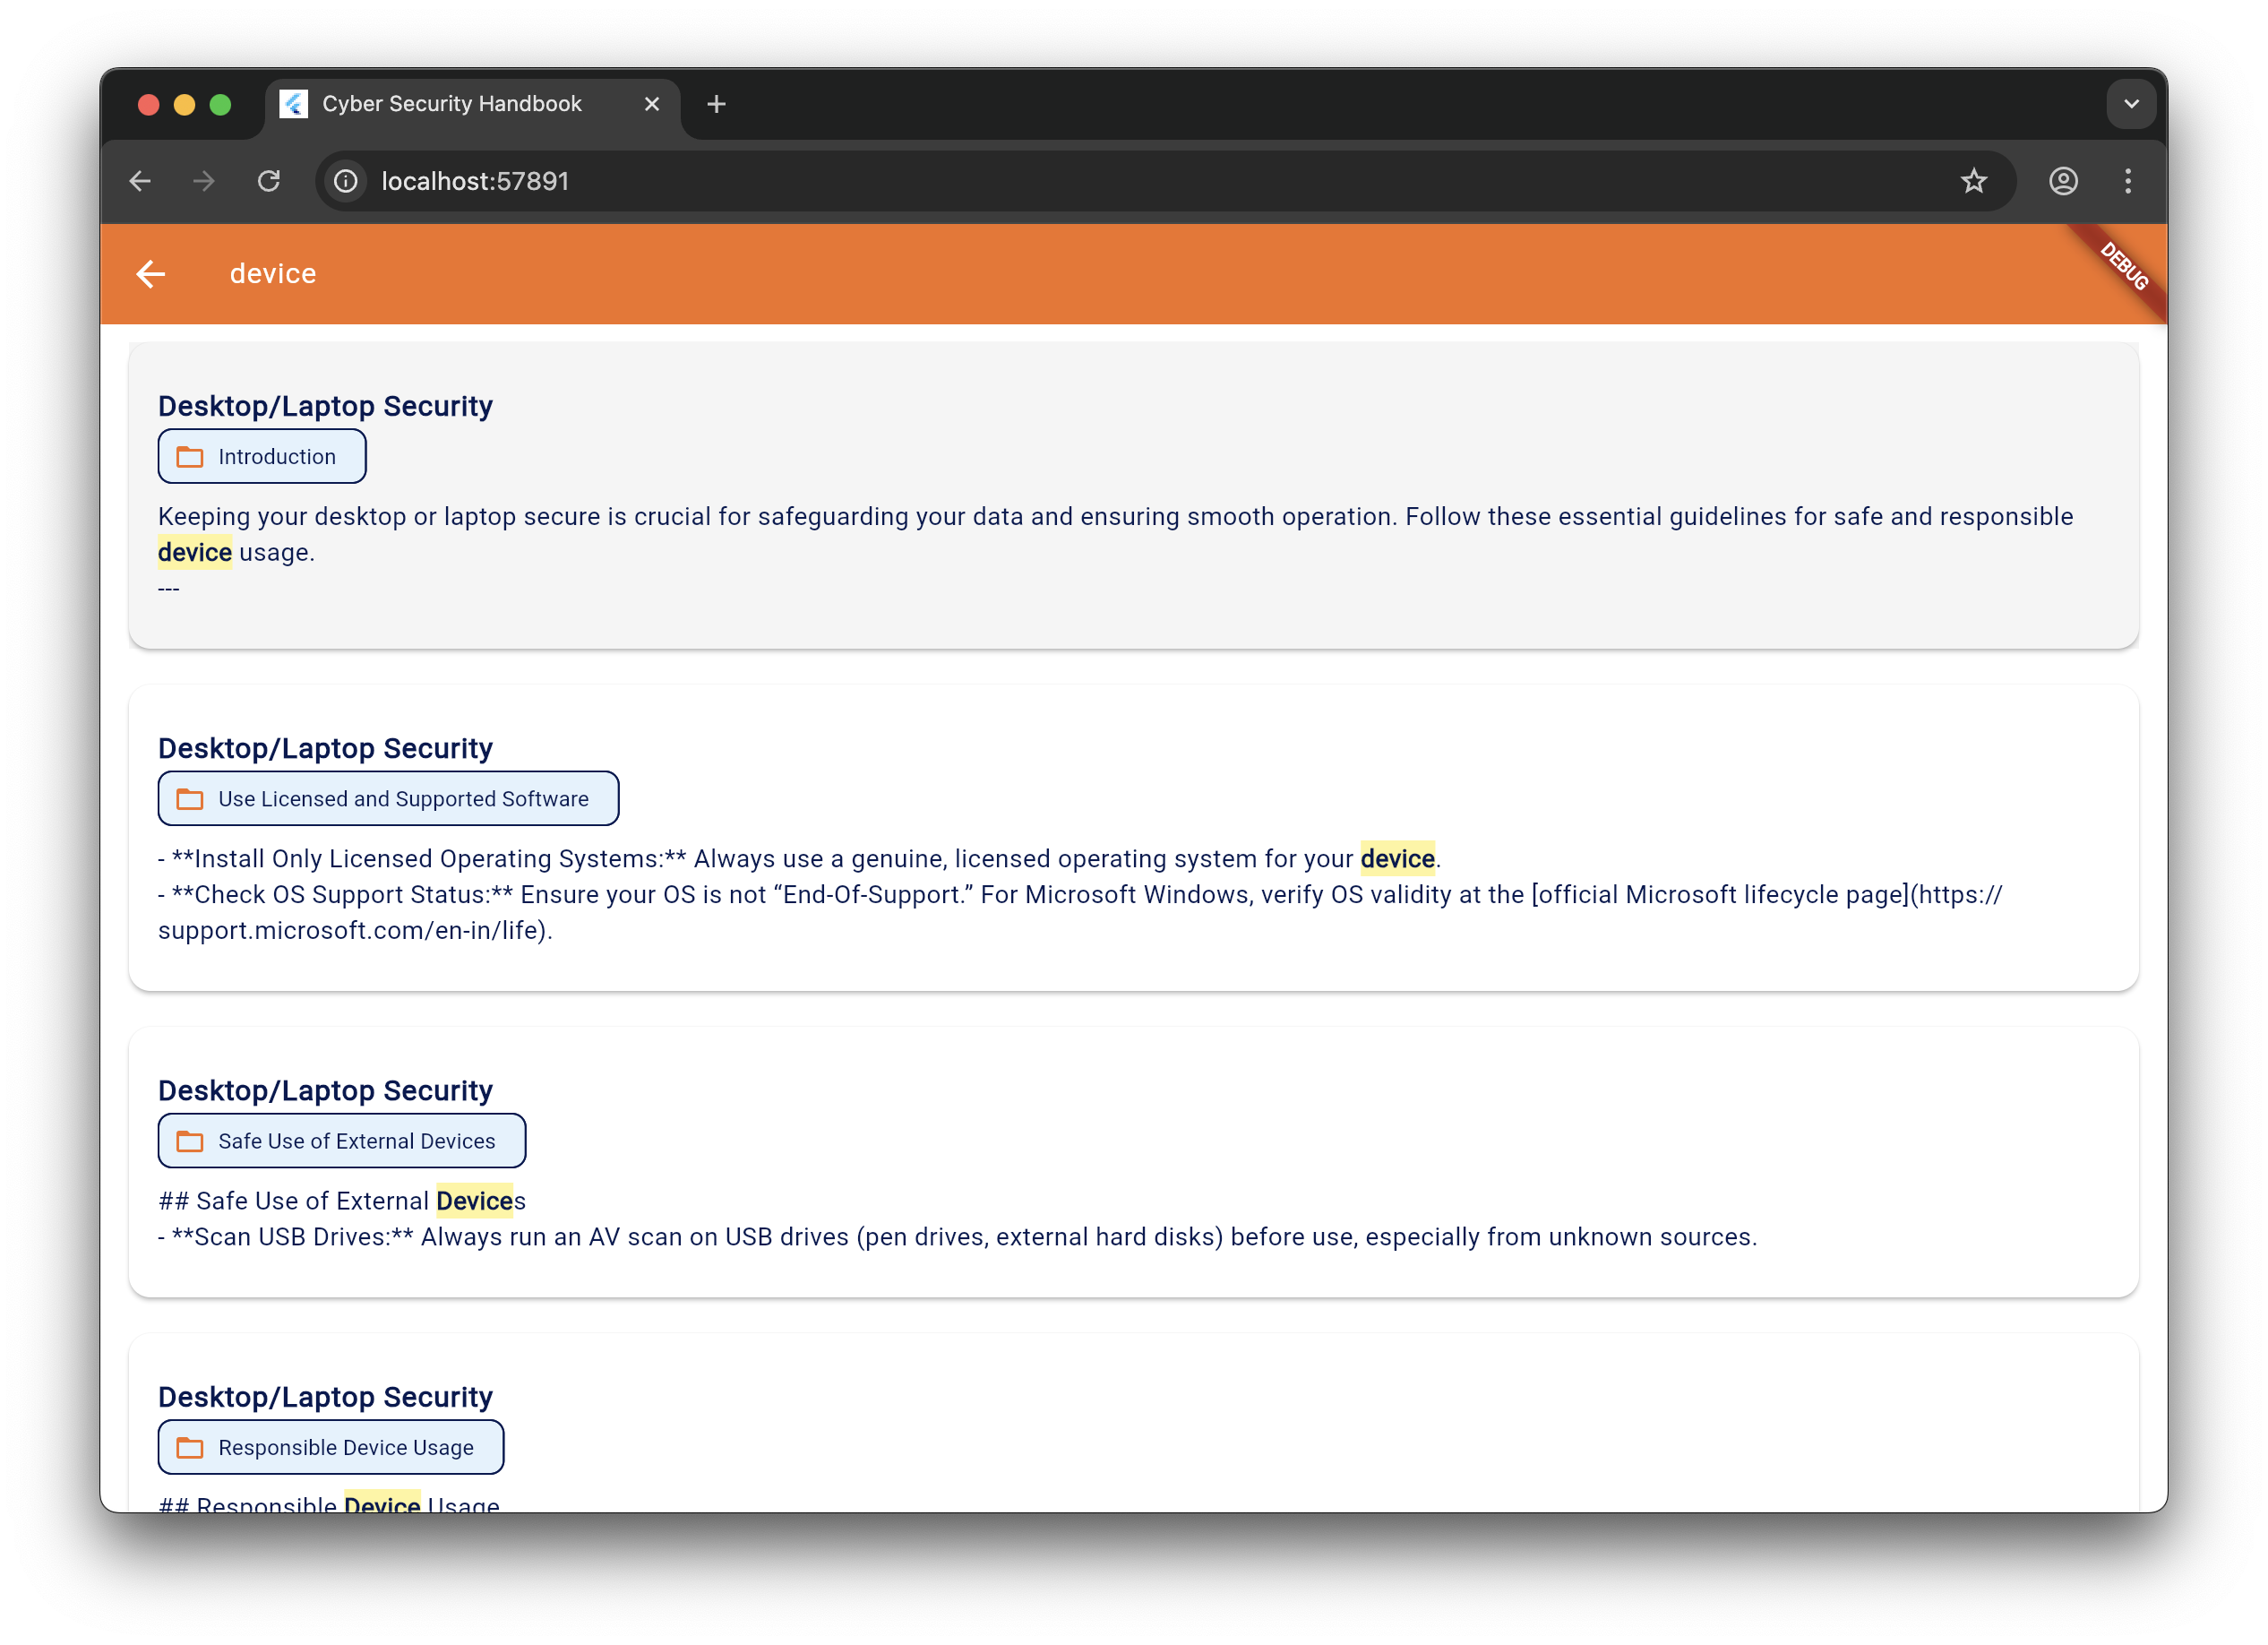 Cyber Security Handbook
localhost:57891
device
DEBUG
Desktop/Laptop Security
Introduction
Keeping your desktop or laptop secure is crucial for safeguarding your data and ensuring smooth operation. Follow these essential guidelines for safe and responsible
device usage.
---
Desktop/Laptop Security
Use Licensed and Supported Software
- **Install Only Licensed Operating Systems:** Always use a genuine, licensed operating system for your device.
- **Check OS Support Status:** Ensure your OS is not “End-Of-Support.” For Microsoft Windows, verify OS validity at the [official Microsoft lifecycle page](https://
support.microsoft.com/en-in/life).
Desktop/Laptop Security
Safe Use of External Devices
## Safe Use of External Devices
- **Scan USB Drives:** Always run an AV scan on USB drives (pen drives, external hard disks) before use, especially from unknown sources.
Desktop/Laptop Security
Responsible Device Usage
## Responsible Device Usage